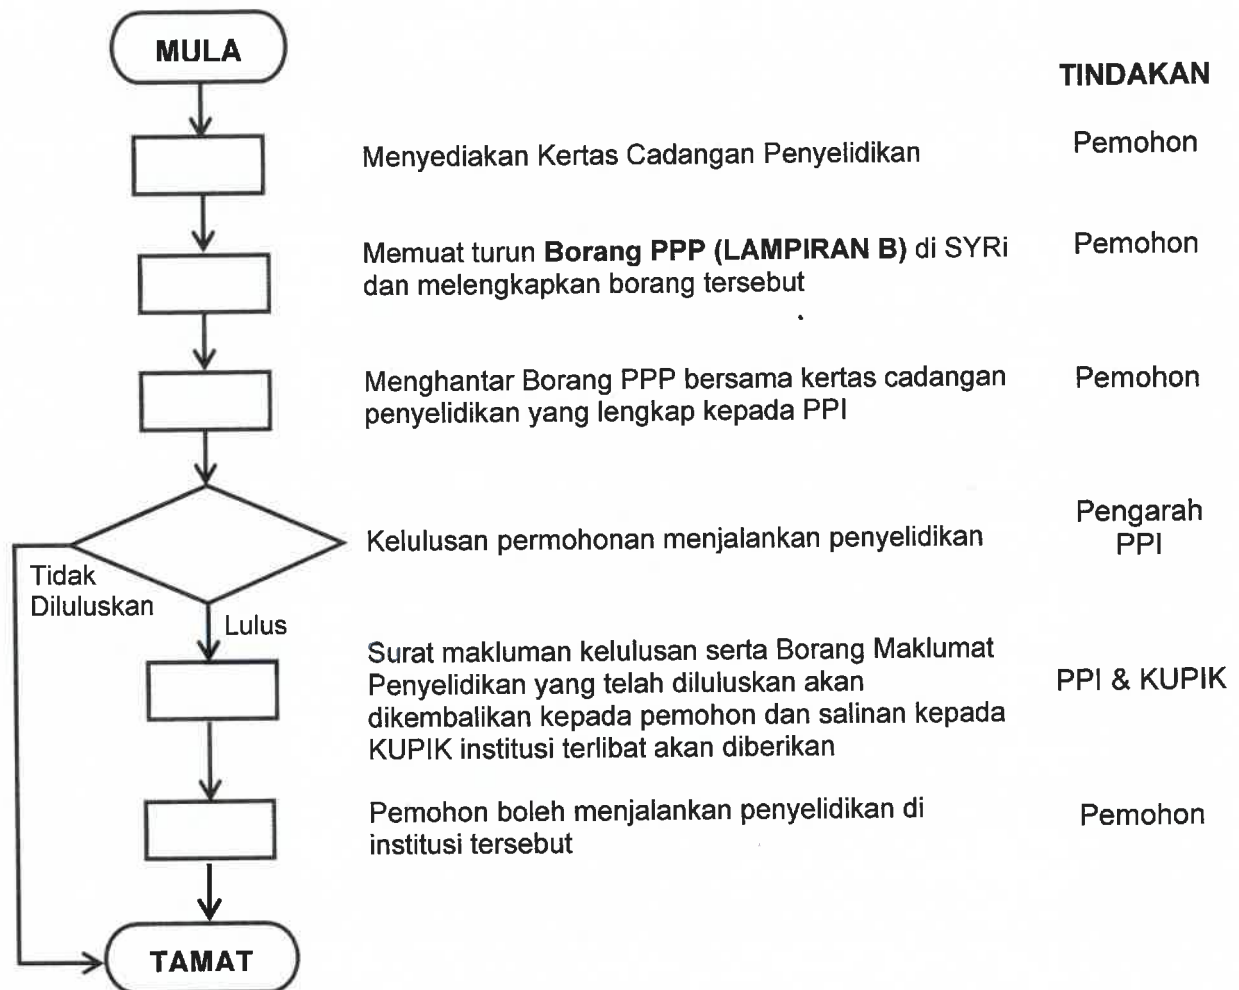 MULA
TINDAKAN
Menyediakan Kertas Cadangan Penyelidikan
Pemohon
Memuat turun Borang PPP (LAMPIRAN B) di SYRi
dan melengkapkan borang tersebut
Pemohon
Menghantar Borang PPP bersama kertas cadangan
penyelidikan yang lengkap kepada PPI
Pemohon
Kelulusan permohonan menjalankan penyelidikan
Pengarah
PPI
Tidak
Diluluskan
Lulus
Surat makluman kelulusan serta Borang Maklumat
Penyelidikan yang telah diluluskan akan
dikembalikan kepada pemohon dan salinan kepada
KUPIK institusi terlibat akan diberikan
PPI & KUPIK
Pemohon boleh menjalankan penyelidikan di
institusi tersebut
Pemohon
TAMAT